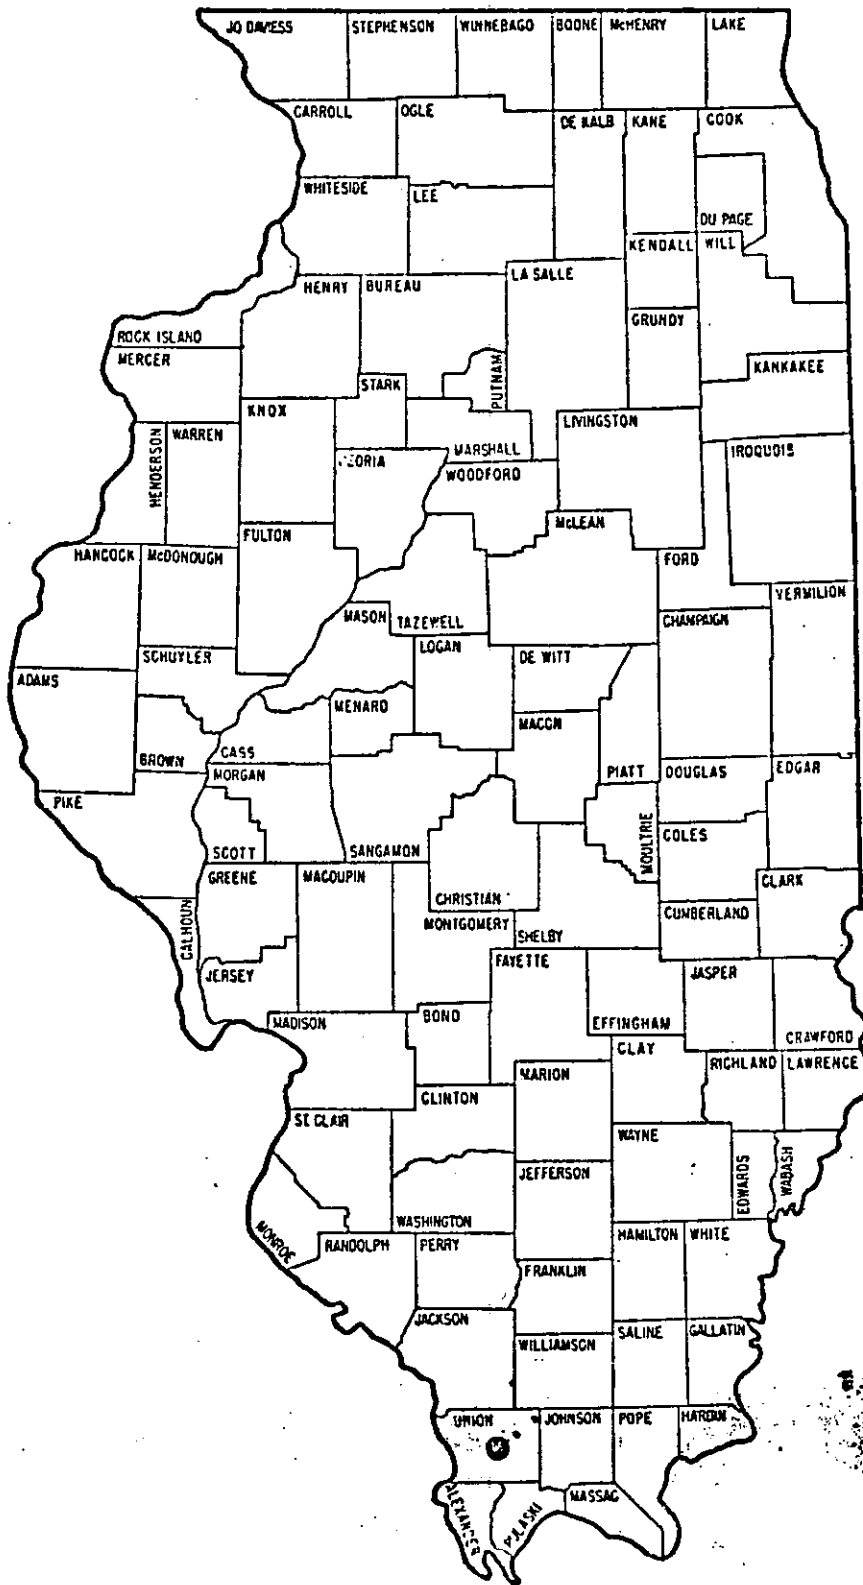 JO DAVIESS STEPHENSON WINNEBAGO BOONE McHENRY LAKE
CARROLL OGLE DE KALB KANE COOK
WHITESIDE LEE
DU PAGE
KENDALL WILL
HENRY BUREAU LA SALLE
GRUNDY
ROCK ISLAND
MERCER
KANKAKEE
STARK PUTNAM
KNOX
LIVINGSTON
HENDERSON WARREN
MARSHALL IROQUOIS
PEORIA WOODFORD
McLEAN
FULTON
HANCOCK McDONOUGH FORD
VERMILION
MASON TAZEWELL CHAMPAIGN
LOGAN
SCHUYLER DE WITT
ADAMS
MENARD
MACON
BROWN CASS
MORGAN PIATT DOUGLAS EDGAR
PIKE
MOULTRIE COLES
SCOTT SANGAMON
GREENE MACOUPIN CLARK
CHRISTIAN
CALHOUN MONTGOMERY CUMBERLAND
SHELBY
FAYETTE
JERSEY JASPER
MADISON BOND EFFINGHAM CRAWFORD
CLAY
MARION RICHLAND LAWRENCE
CLINTON
ST. CLAIR
WAYNE
JEFFERSON EDWARDS WABASH
WASHINGTON
MONROE RANDOLPH PERRY HAMILTON WHITE
FRANKLIN
JACKSON
WILLIAMSON SALINE GALLATIN
UNION JOHNSON POPE HARDIN
ALEXANDER PULASKI MASSAC